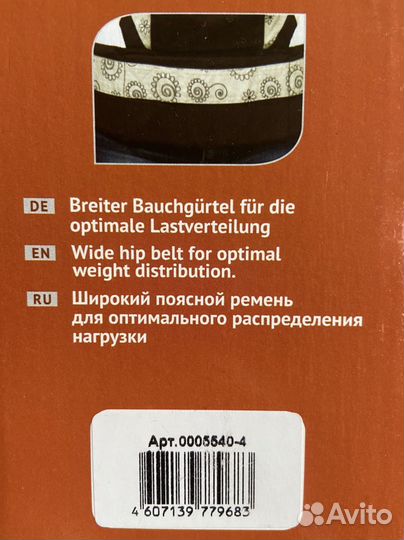 DE Breiter Bauchgürtel für die
optimale Lastverteilung
EN Wide hip belt for optimal
weight distribution.
RU Широкий поясной ремень
для оптимального распределения
нагрузки
Арт.0005540-4
4 607139 779683
Avito